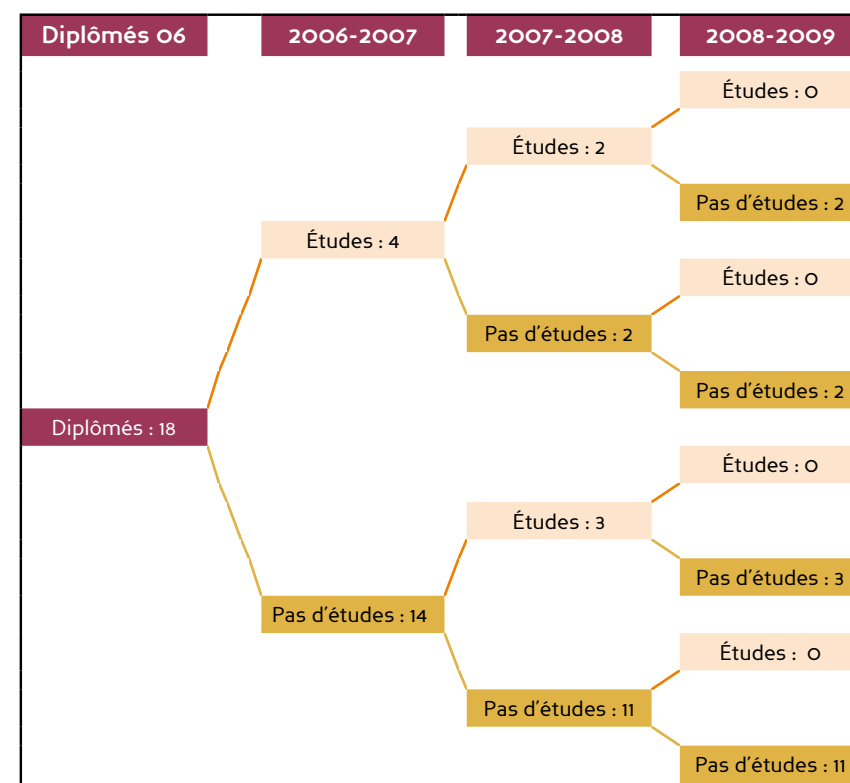 Diplômés 06 2006-2007 2007-2008 2008-2009
Études : 0
Études : 2
Pas d'études : 2
Études : 4
Études : 0
Pas d'études : 2
Pas d'études : 2
Diplômés : 18
Études : 0
Études : 3
Pas d'études : 3
Pas d'études : 14
Études : 0
Pas d'études : 11
Pas d'études : 11